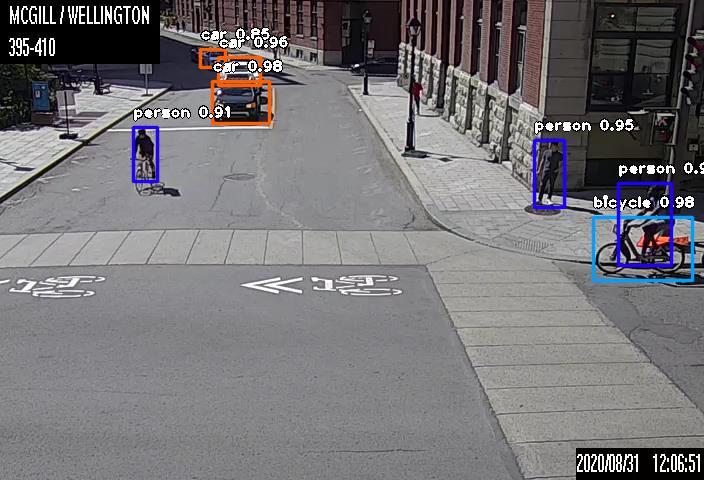 MCGILL / WELLINGTON
395-410
car 0.85
car 0.96
car 0.98
person 0.91
person 0.95
person 0.9
bicycle 0.98
2020/08/31 12:06:51